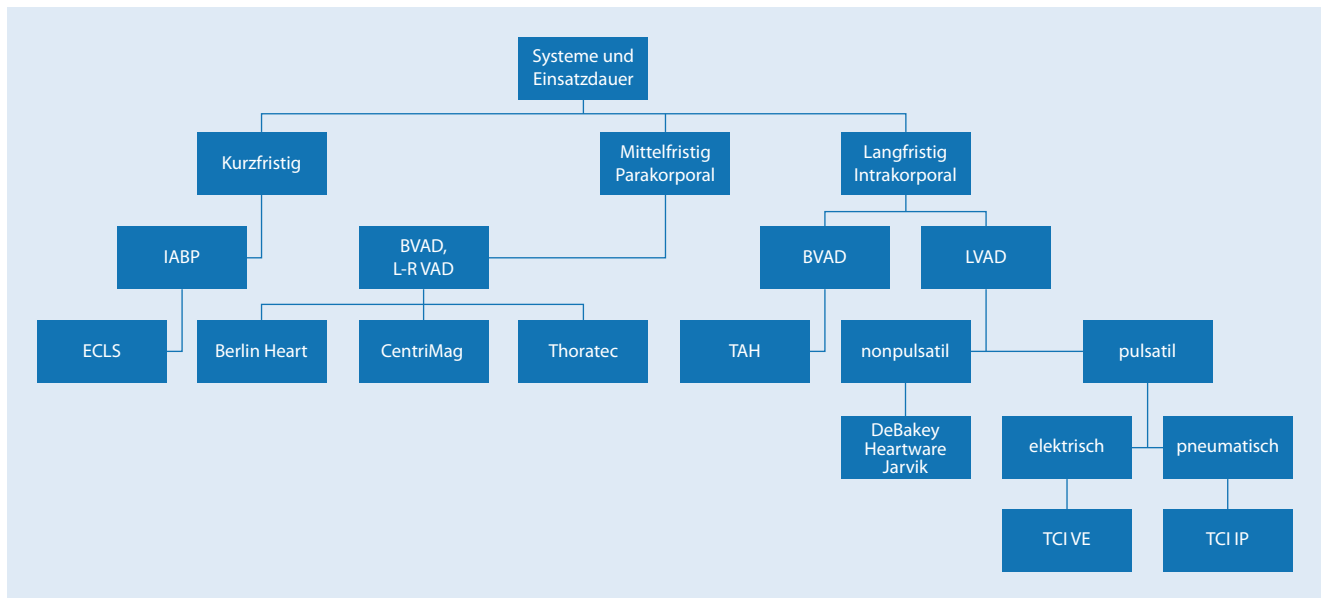 Systeme und
Einsatzdauer
Kurzfristig
Mittelfristig
Parakorporal
Langfristig
Intrakorporal
IABP
BVAD,
L-R VAD
BVAD
LVAD
ECLS
Berlin Heart
CentriMag
Thoratec
TAH
nonpulsatil
pulsatil
DeBakey
Heartware
Jarvik
elektrisch
pneumatisch
TCI VE
TCI IP